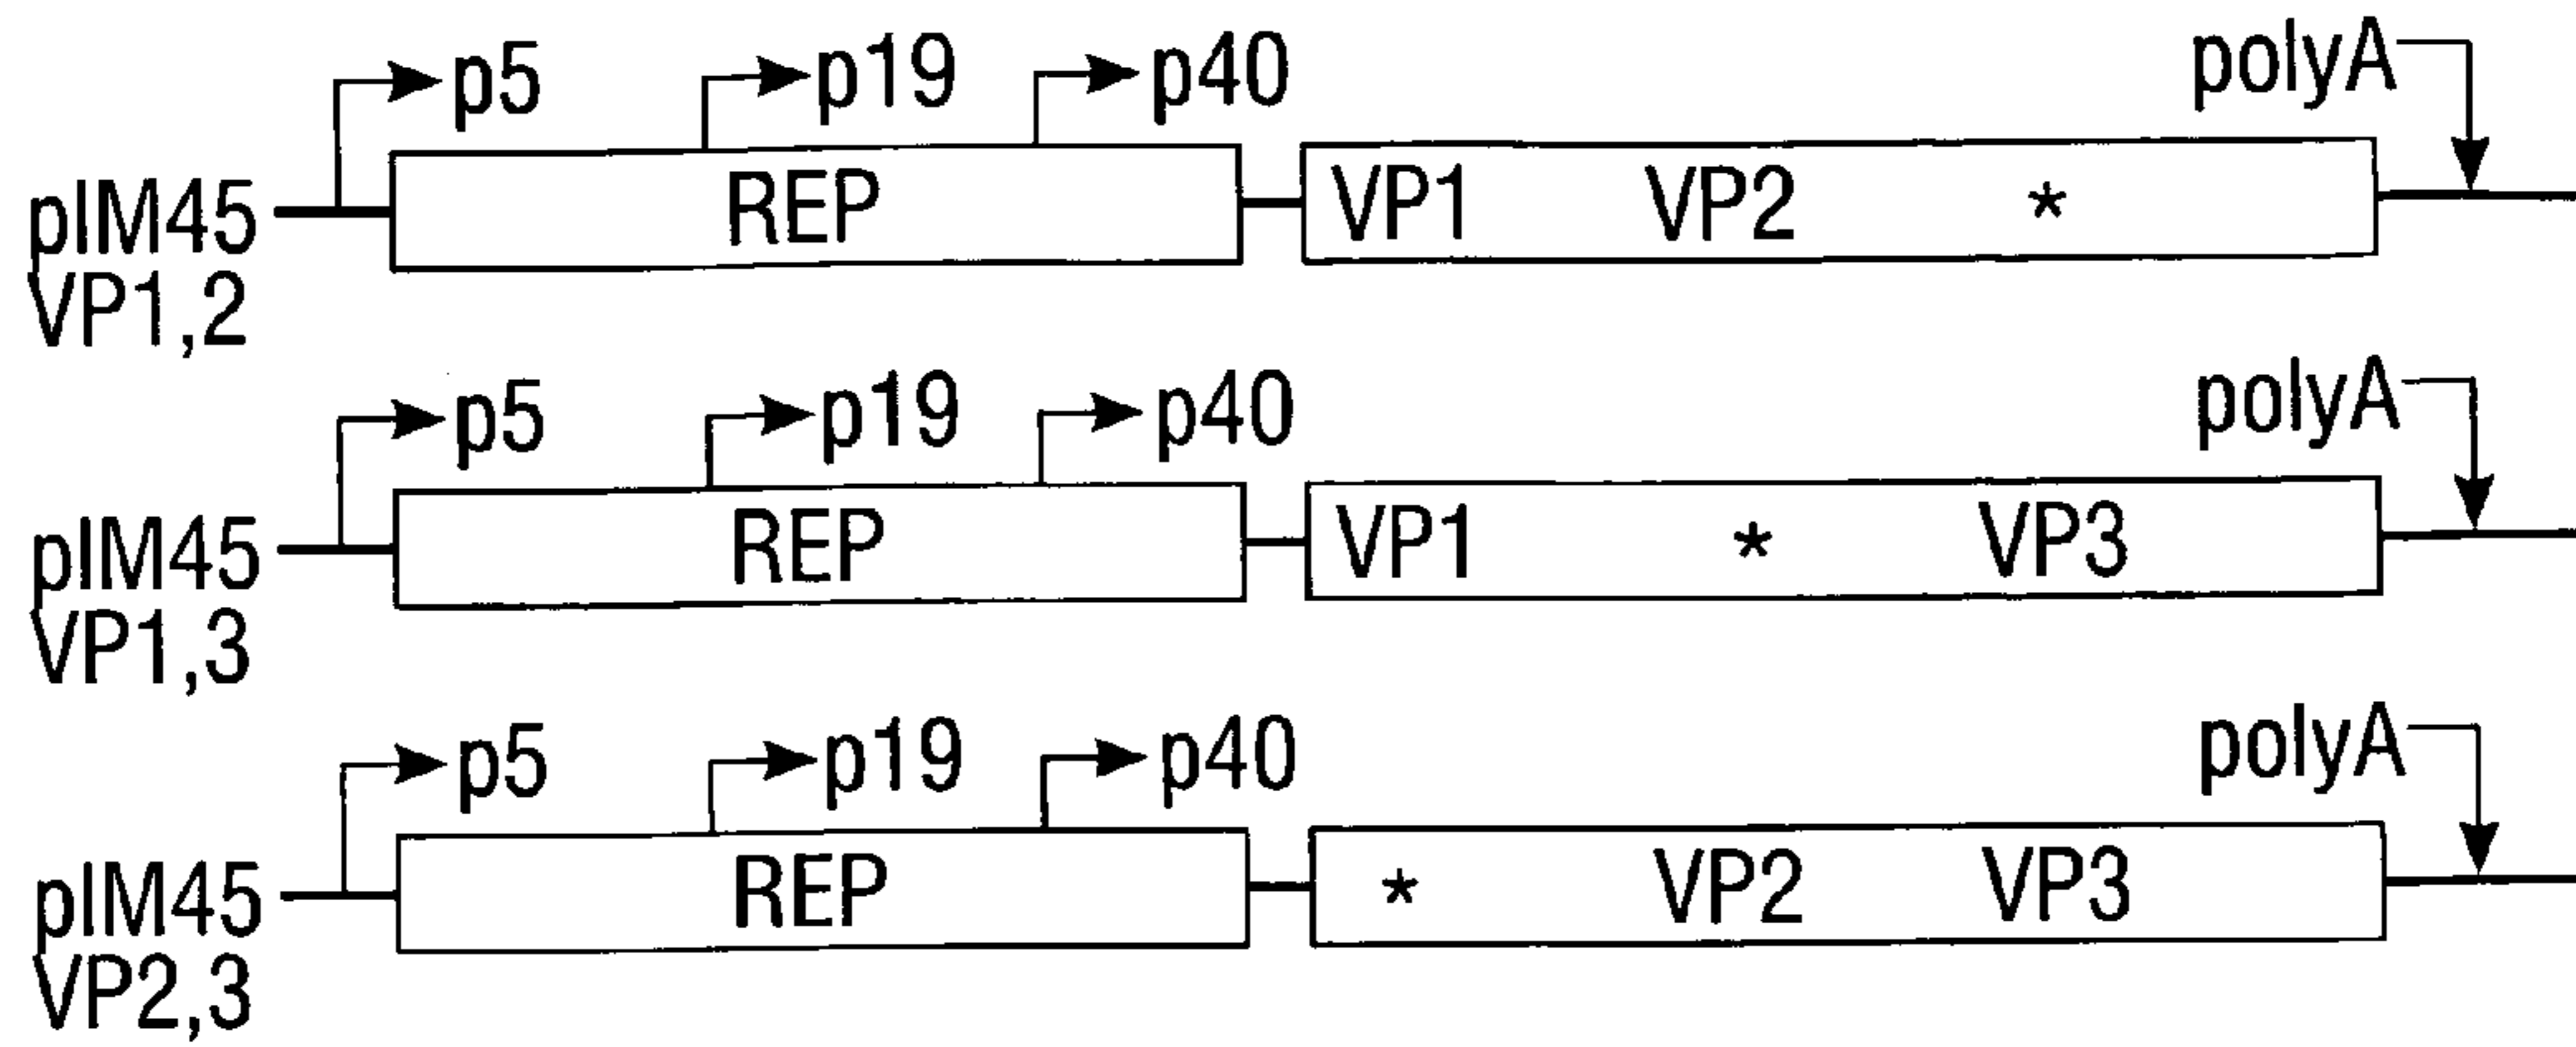 p5 p19 p40 polyA
pIM45 REP VP1 VP2 *
VP1,2
p5 p19 p40 polyA
pIM45 REP VP1 * VP3
VP1,3
p5 p19 p40 polyA
pIM45 REP * VP2 VP3
VP2,3